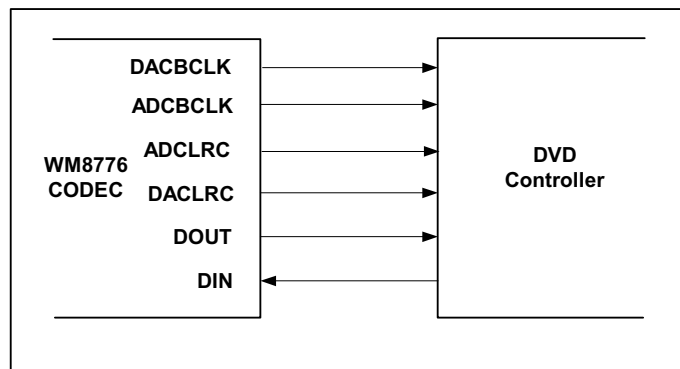 DACBCLK
ADCBCLK
ADCLRC
WM8776
CODEC
DACLRC
DOUT
DIN
DVD
Controller